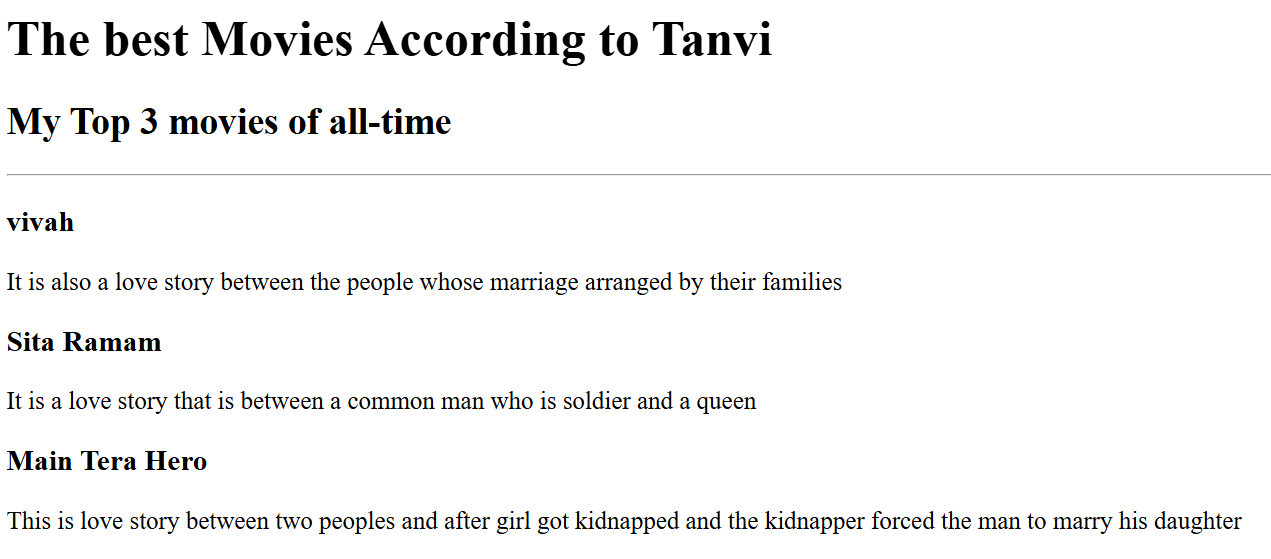 The best Movies According to Tanvi
My Top 3 movies of all-time
vivah
It is also a love story between the people whose marriage arranged by their families
Sita Ramam
It is a love story that is between a common man who is soldier and a queen
Main Tera Hero
This is love story between two peoples and after girl got kidnapped and the kidnapper forced the man to marry his daughter